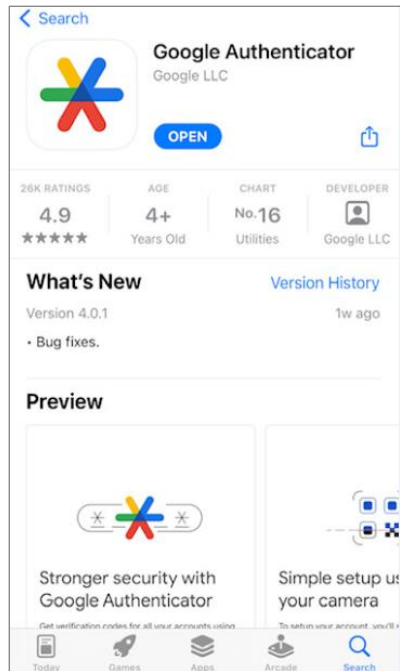 Search
Google Authenticator
Google LLC
OPEN
26K RATINGS
AGE
CHART
DEVELOPER
4.9
4+
No.16
Years Old
Utilities
Google LLC
What's New
Version History
Version 4.0.1
1w ago
• Bug fixes.
Preview
Stronger security with
Google Authenticator
Get verification codes for all your accounts using
Simple setup us
your camera
To setup your account, you'll s
Today
Games
Apps
Arcade
Search